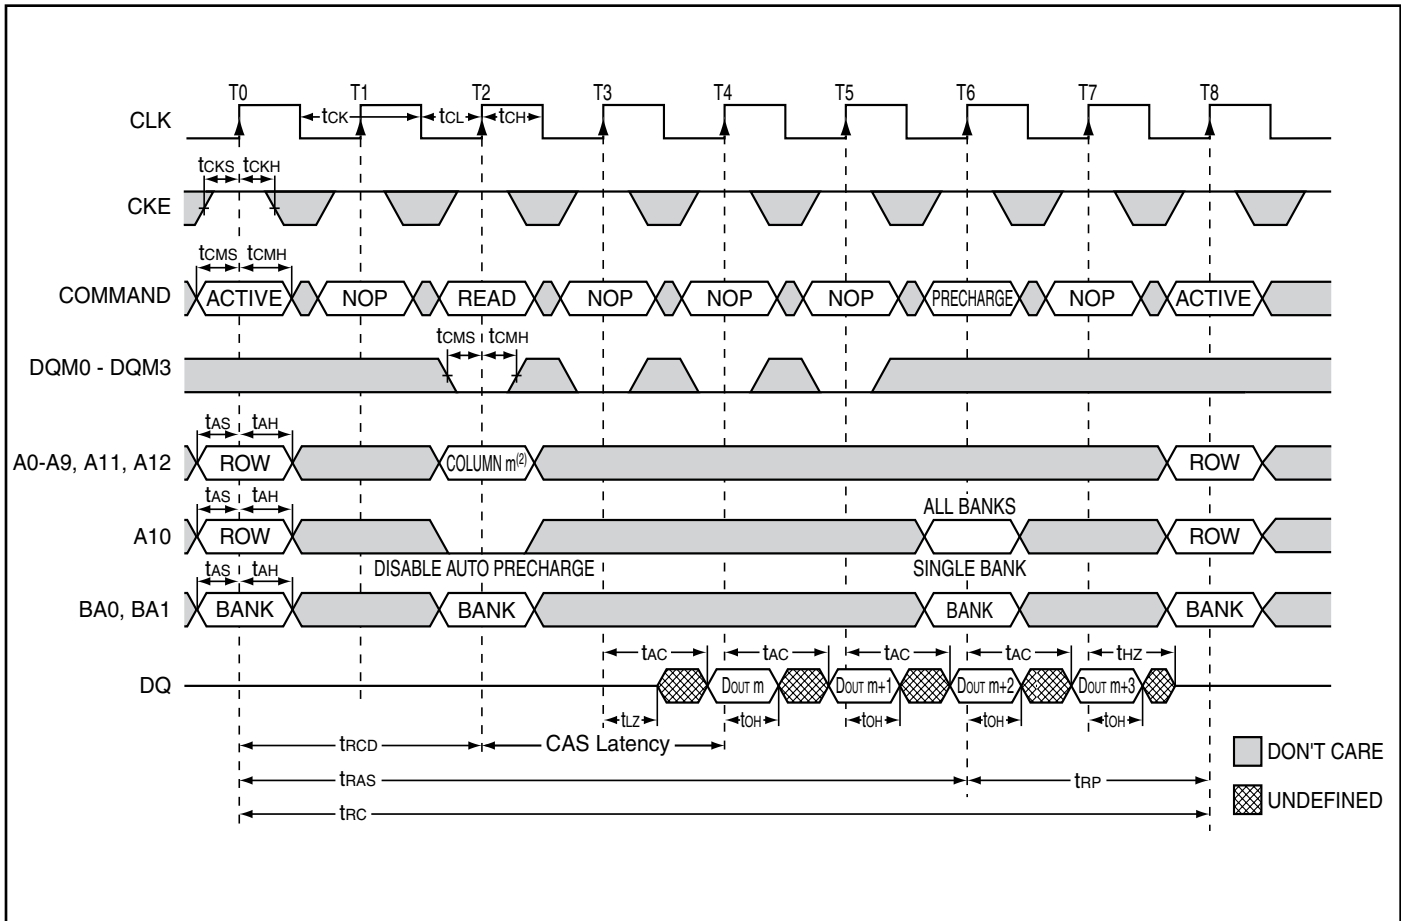 T0 T1 T2 T3 T4 T5 T6 T7 T8
CLK tCK tCL tCH
tCKS tCKH
CKE
tCMS tCMH
COMMAND ACTIVE NOP READ NOP NOP NOP PRECHARGE NOP ACTIVE
tCMS tCMH
DQM0 - DQM3
tAS tAH
A0-A9, A11, A12 ROW COLUMN m(2) ROW
tAS tAH ALL BANKS
A10 ROW ROW
DISABLE AUTO PRECHARGE SINGLE BANK
tAS tAH
BA0, BA1 BANK BANK BANK BANK
tAC tAC tAC tAC tHZ
DQ DOUT m DOUT m+1 DOUT m+2 DOUT m+3
tLZ tOH tOH tOH tOH
tRCD CAS Latency
DON'T CARE
tRAS tRP
UNDEFINED
tRC